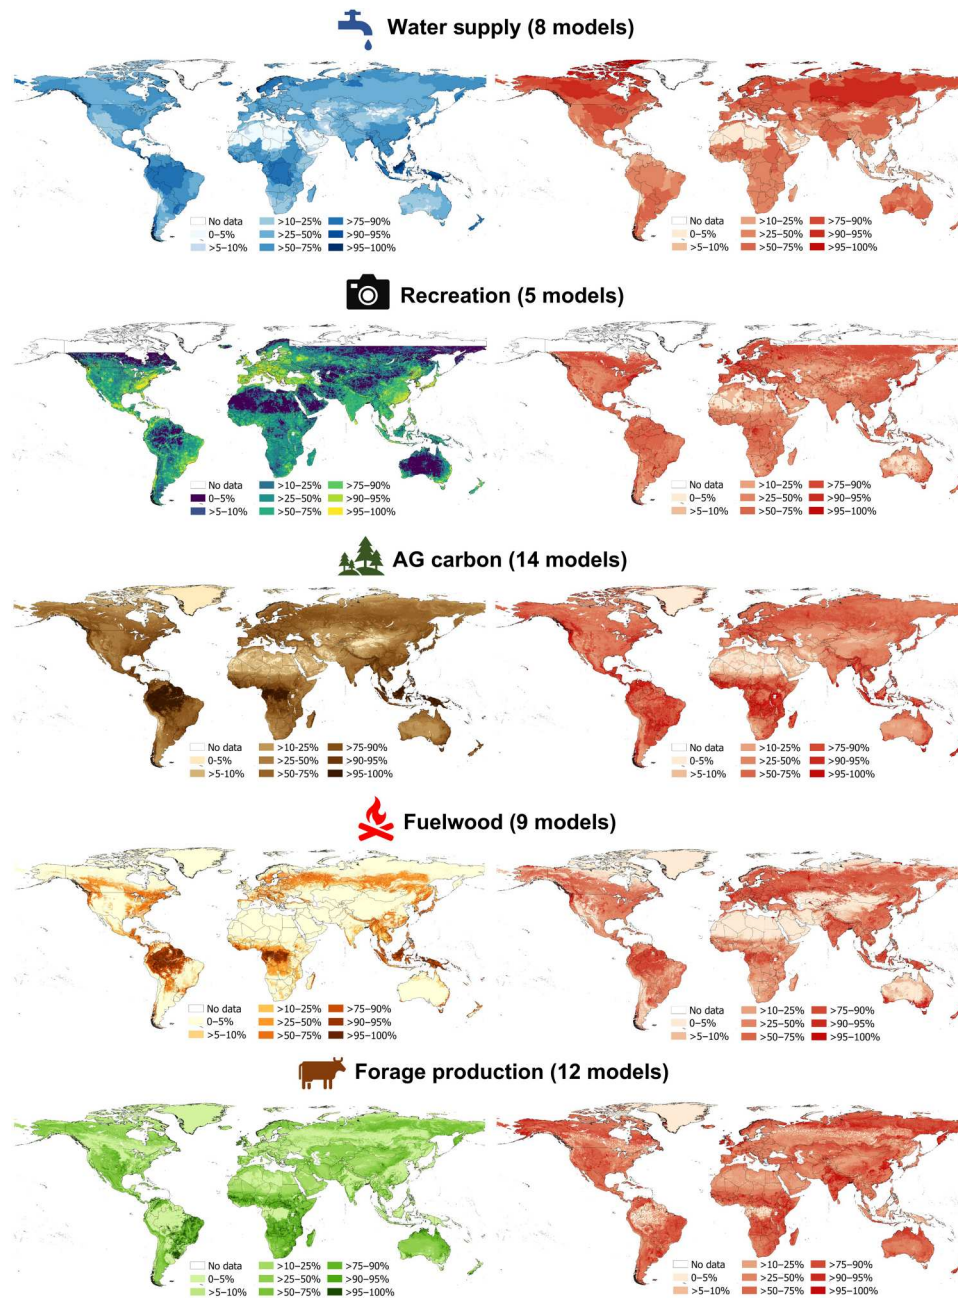 Water supply (8 models)
No data >10-25% >75-90%
0-5% >25-50% >90-95%
>5-10% >50-75% >95-100%
No data >10-25% >75-90%
0-5% >25-50% >90-95%
>5-10% >50-75% >95-100%
Recreation (5 models)
No data >10-25% >75-90%
0-5% >25-50% >90-95%
>5-10% >50-75% >95-100%
No data >10-25% >75-90%
0-5% >25-50% >90-95%
>5-10% >50-75% >95-100%
AG carbon (14 models)
No data >10-25% >75-90%
0-5% >25-50% >90-95%
>5-10% >50-75% >95-100%
No data >10-25% >75-90%
0-5% >25-50% >90-95%
>5-10% >50-75% >95-100%
Fuelwood (9 models)
No data >10-25% >75-90%
0-5% >25-50% >90-95%
>5-10% >50-75% >95-100%
No data >10-25% >75-90%
0-5% >25-50% >90-95%
>5-10% >50-75% >95-100%
Forage production (12 models)
No data >10-25% >75-90%
0-5% >25-50% >90-95%
>5-10% >50-75% >95-100%
No data >10-25% >75-90%
0-5% >25-50% >90-95%
>5-10% >50-75% >95-100%